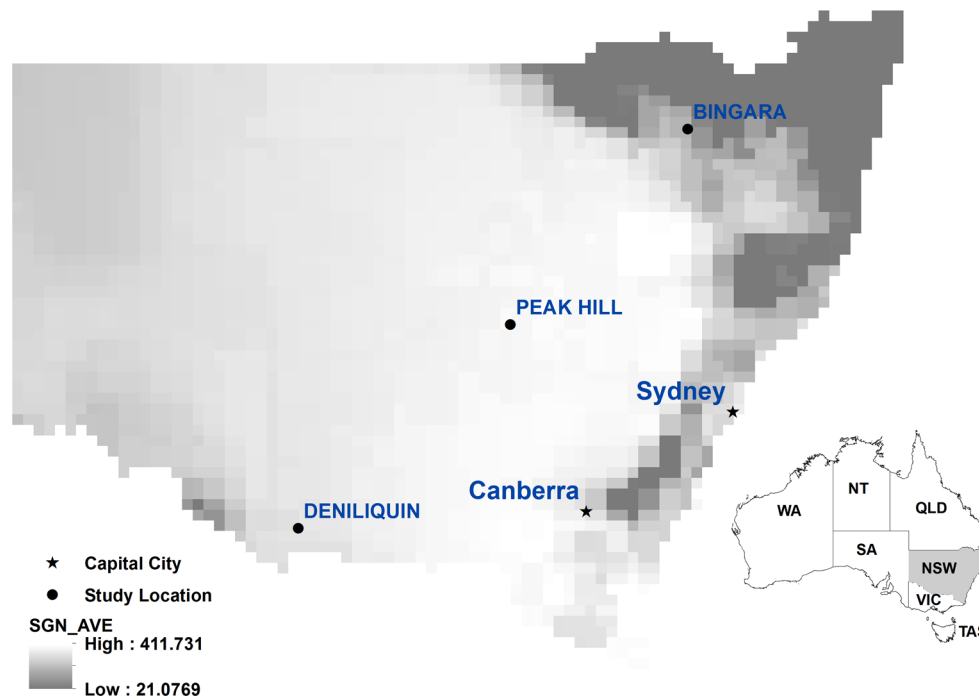 BINGARA
PEAK HILL
Sydney
Canberra
DENILIQUIN
Capital City
Study Location
SGN_AVE
High : 411.731
Low : 21.0769
WA
NT
QLD
SA
NSW
VIC
TAS